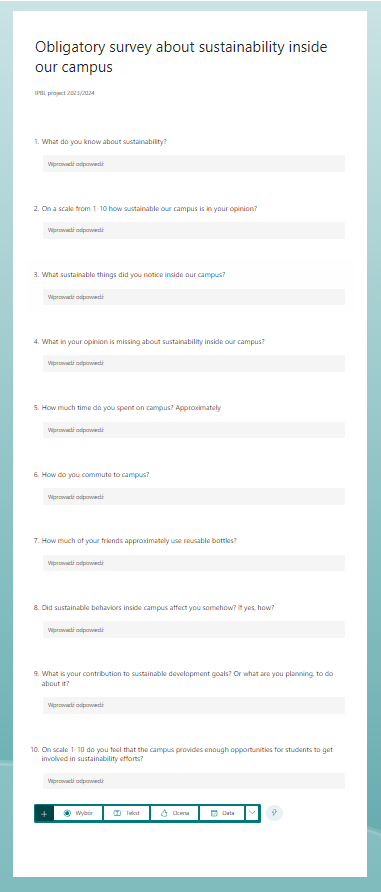 Obligatory survey about sustainability inside
our campus
IPBL project 2023/2024
1. What do you know about sustainability?
Wprowadź odpowiedź
2. On a scale from 1-10 how sustainable our campus is in your opinion?
Wprowadź odpowiedź
3. What sustainable things did you notice inside our campus?
Wprowadź odpowiedź
4. What in your opinion is missing about sustainability inside our campus?
Wprowadź odpowiedź
5. How much time do you spent on campus? Approximately
Wprowadź odpowiedź
6. How do you commute to campus?
Wprowadź odpowiedź
7. How much of your friends approximately use reusable bottles?
Wprowadź odpowiedź
8. Did sustainable behaviors inside campus affect you somehow? If yes, how?
Wprowadź odpowiedź
9. What is your contribution to sustainable development goals? Or what are you planning. to do
about it?
Wprowadź odpowiedź
10. On scale 1-10 do you feel that the campus provides enough opportunities for students to get
involved in sustainability efforts?
Wprowadź odpowiedź
+ Wybór Tekst Ocena Data